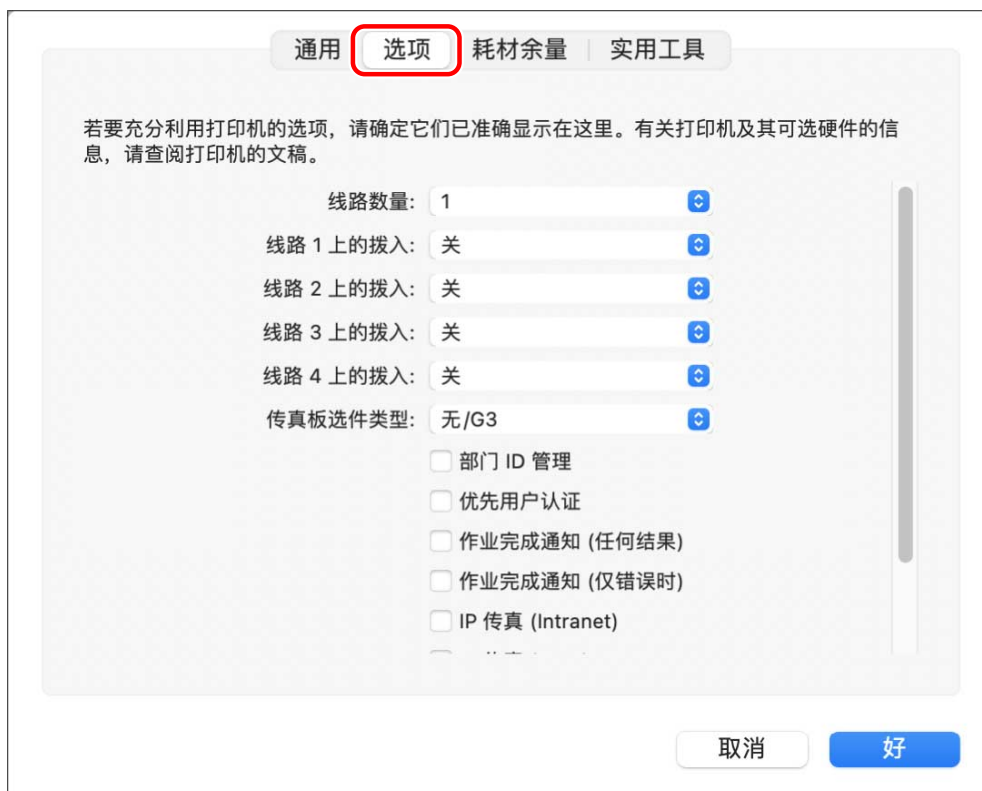 通用 选项 耗材余量 实用工具
若要充分利用打印机的选项，请确定它们已准确显示在这里。有关打印机及其可选硬件的信
息，请查阅打印机的文稿。
线路数量: 1
线路 1 上的拨入: 关
线路 2 上的拨入: 关
线路 3 上的拨入: 关
线路 4 上的拨入: 关
传真板选件类型: 无/G3
部门 ID 管理
优先用户认证
作业完成通知 (任何结果)
作业完成通知 (仅错误时)
IP 传真 (Intranet)
取消 好